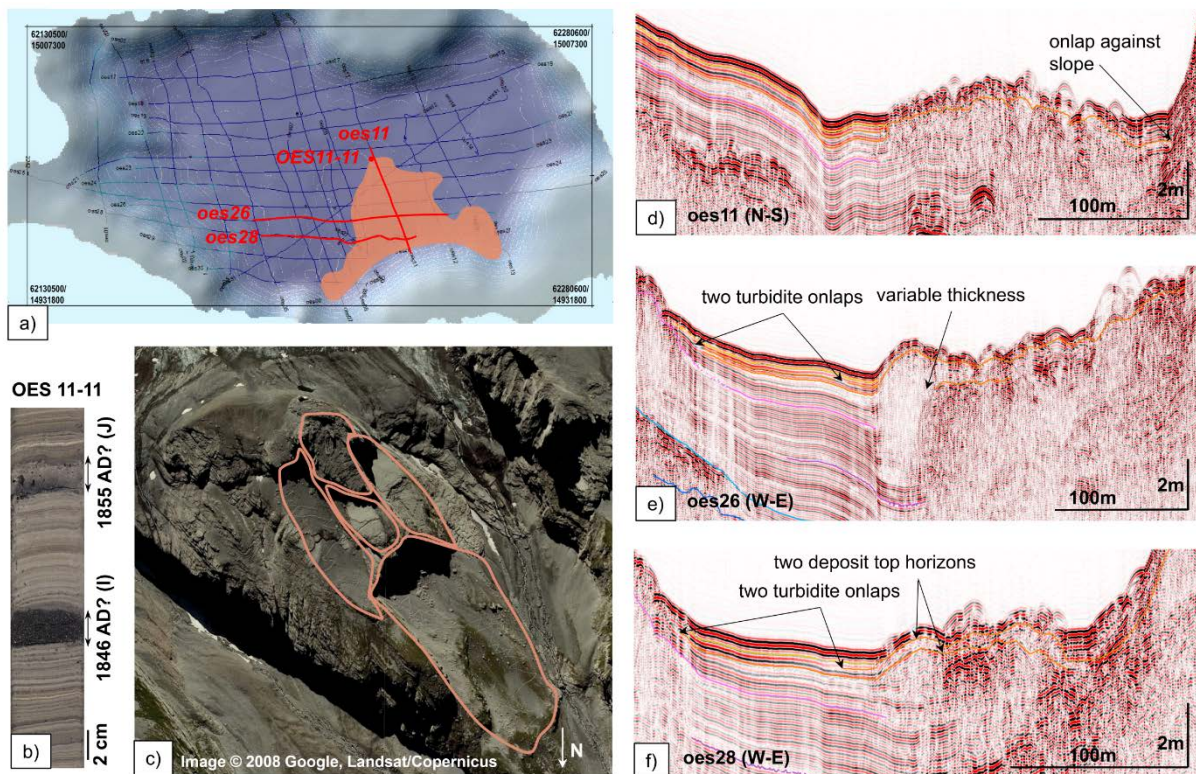 62130500/
15007300
62280600/
15007300
oes11
OES11-11
oes26
oes28
62130500/
14931800
62280600/
14931800
a)
OES 11-11
1855 AD? (J)
1846 AD? (I)
2 cm
b)
N
c)
Image © 2008 Google, Landsat/Copernicus
onlap against
slope
2m
100m
d)
oes11 (N-S)
two turbidite onlaps
variable thickness
2m
100m
e)
oes26 (W-E)
two deposit top horizons
two turbidite onlaps
2m
100m
f)
oes28 (W-E)